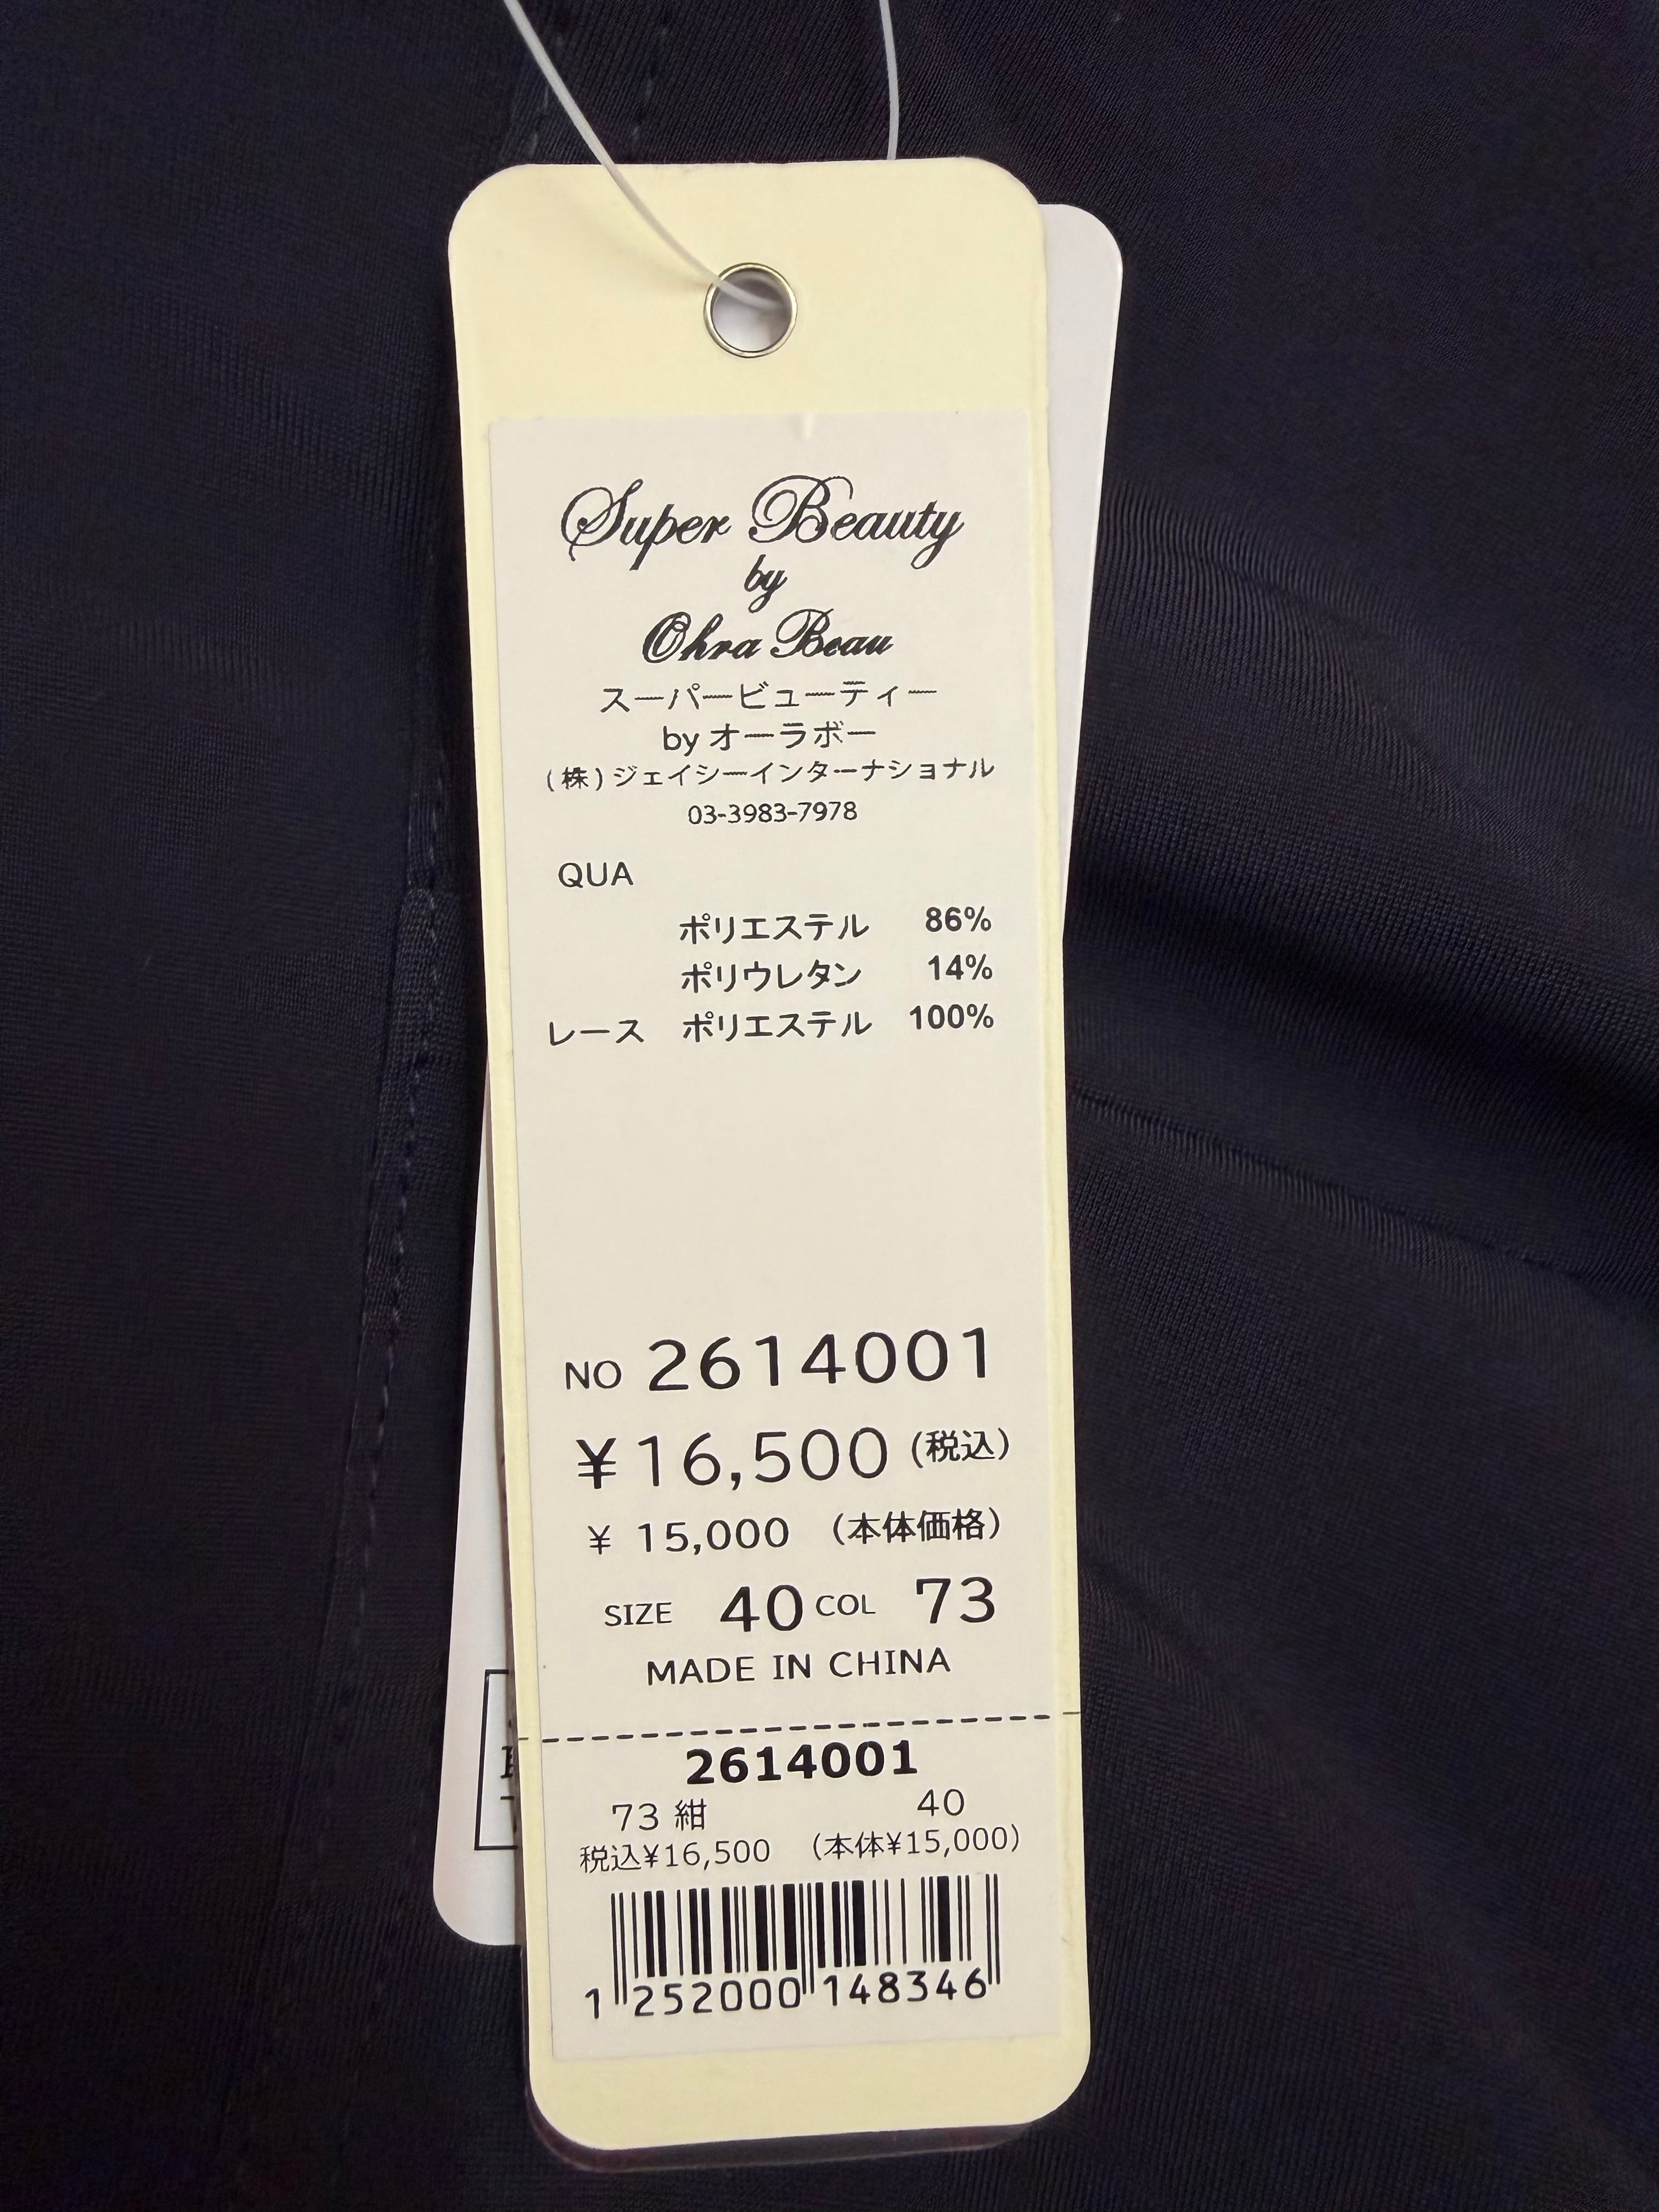 Super Beauty
by
Ohra Beau
スーパービューティー
by オーラボー
(株)ジェイシーインターナショナル
03-3983-7978
QUA
ポリエステル 86%
ポリウレタン 14%
レース ポリエステル 100%
NO 2614001
¥16,500 (税込)
¥ 15,000 (本体価格)
SIZE 40 COL 73
MADE IN CHINA
2614001
73 紺 40
税込¥16,500 (本体¥15,000)
1 252000 148346